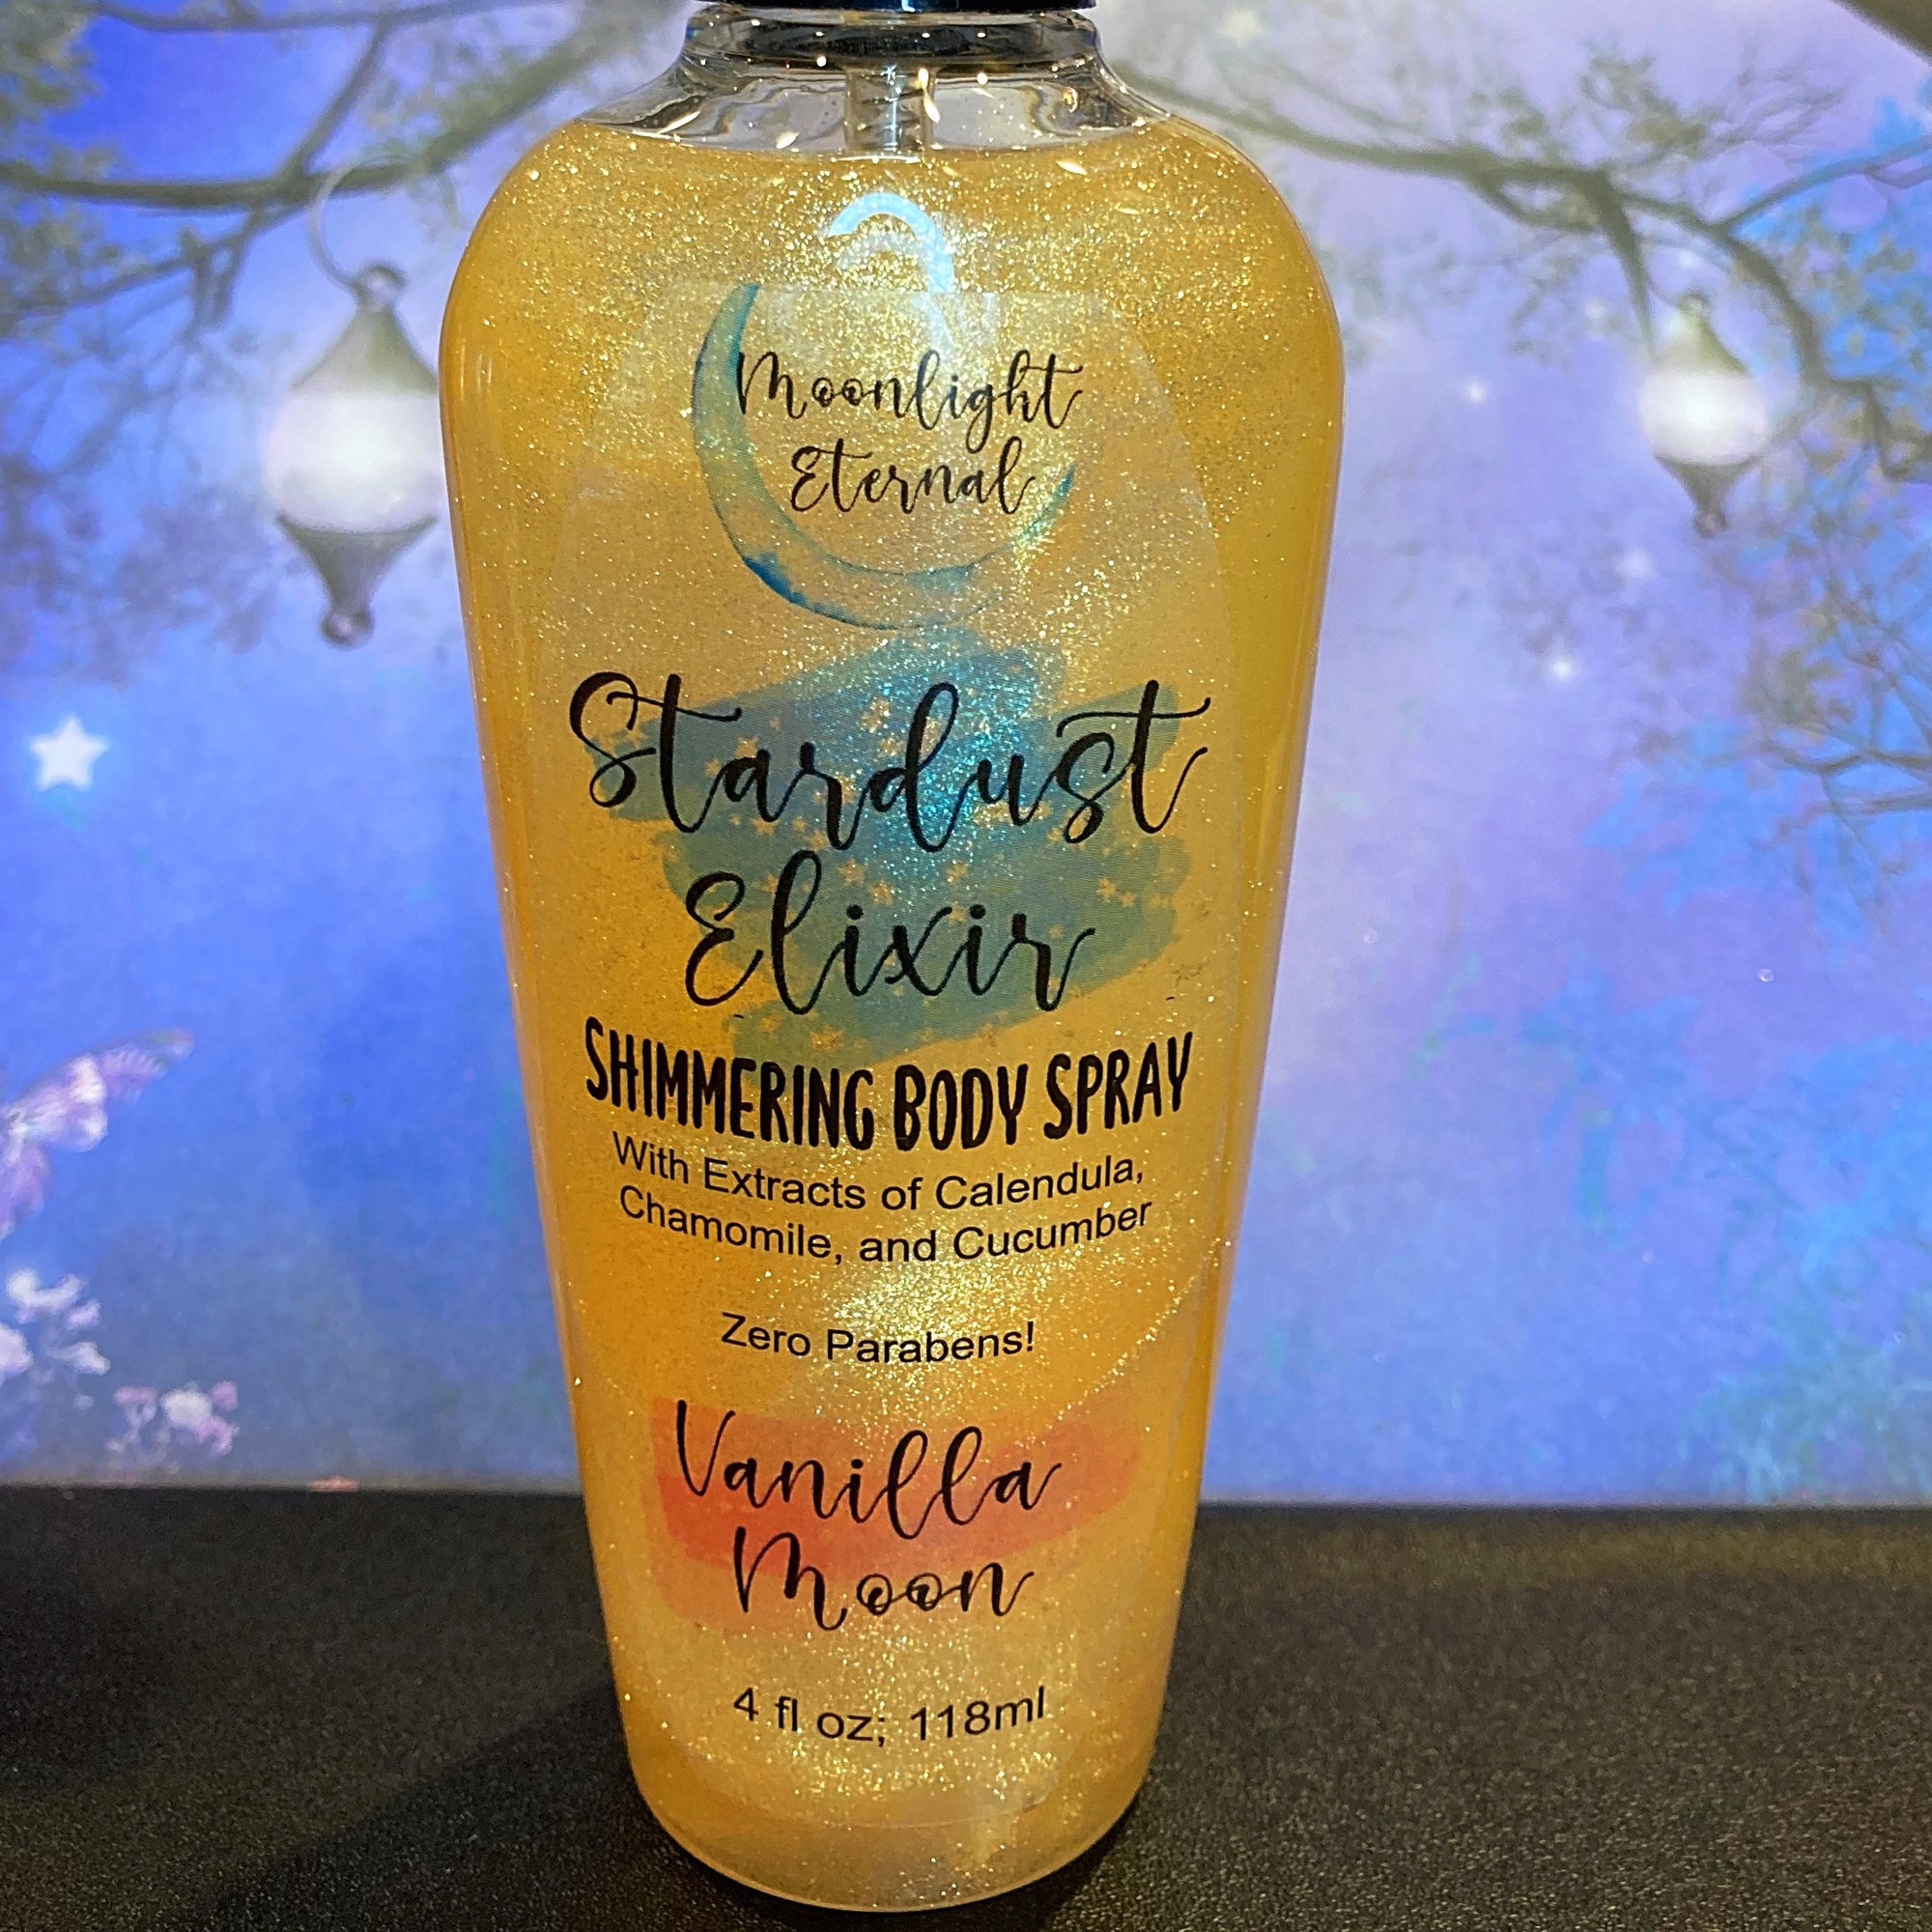 Moonlight
Eternal
Stardust
Elixir
SHIMMERING BODY SPRAY
With Extracts of Calendula,
Chamomile, and Cucumber
Zero Parabens!
Vanilla
Moon
4 fl oz; 118ml